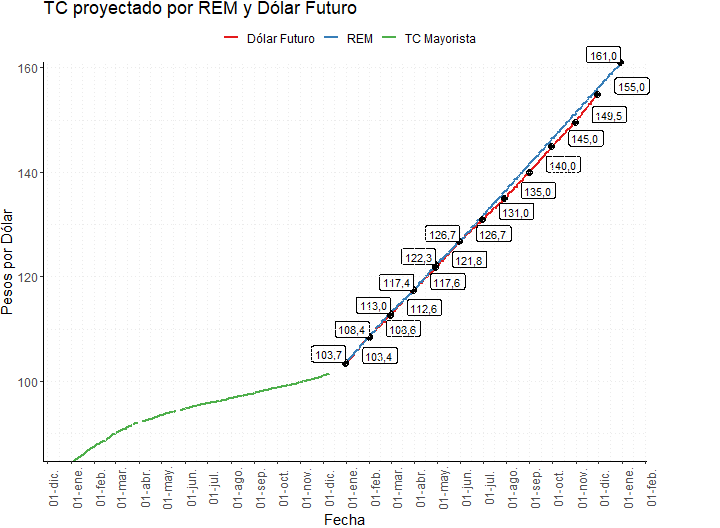 TC proyectado por REM y Dólar Futuro
Dólar Futuro REM TC Mayorista
Pesos por Dólar
160
140
120
100
161,0
155,0
149,5
145,0
140,0
135,0
131,0
126,7
126,7
122,3
121,8
117,4
117,6
113,0
112,6
108,4
108,6
103,7
103,4
01-dic.
01-ene.
01-feb.
01-mar.
01-abr.
01-may.
01-jun.
01-jul.
01-ago.
01-sep.
01-oct.
01-nov.
01-dic.
01-ene.
01-feb.
01-mar.
01-abr.
01-may.
01-jun.
01-jul.
01-ago.
01-sep.
01-oct.
01-nov.
01-dic.
01-ene.
01-feb.
Fecha